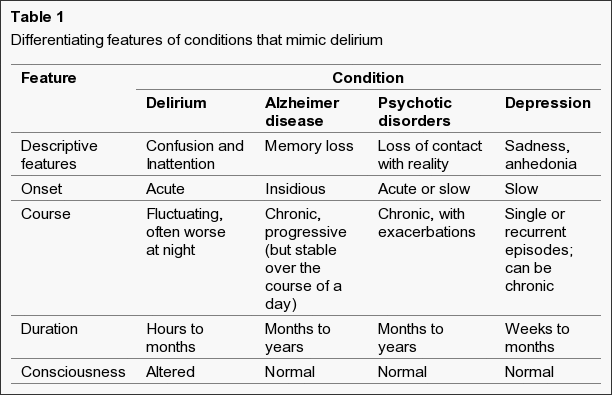 Table 1
Differentiating features of conditions that mimic delirium
Feature Condition
Delirium Alzheimer disease Psychotic disorders Depression
Descriptive features Confusion and Inattention Memory loss Loss of contact with reality Sadness, anhedonia
Onset Acute Insidious Acute or slow Slow
Course Fluctuating, often worse at night Chronic, progressive (but stable over the course of a day) Chronic, with exacerbations Single or recurrent episodes; can be chronic
Duration Hours to months Months to years Months to years Weeks to months
Consciousness Altered Normal Normal Normal